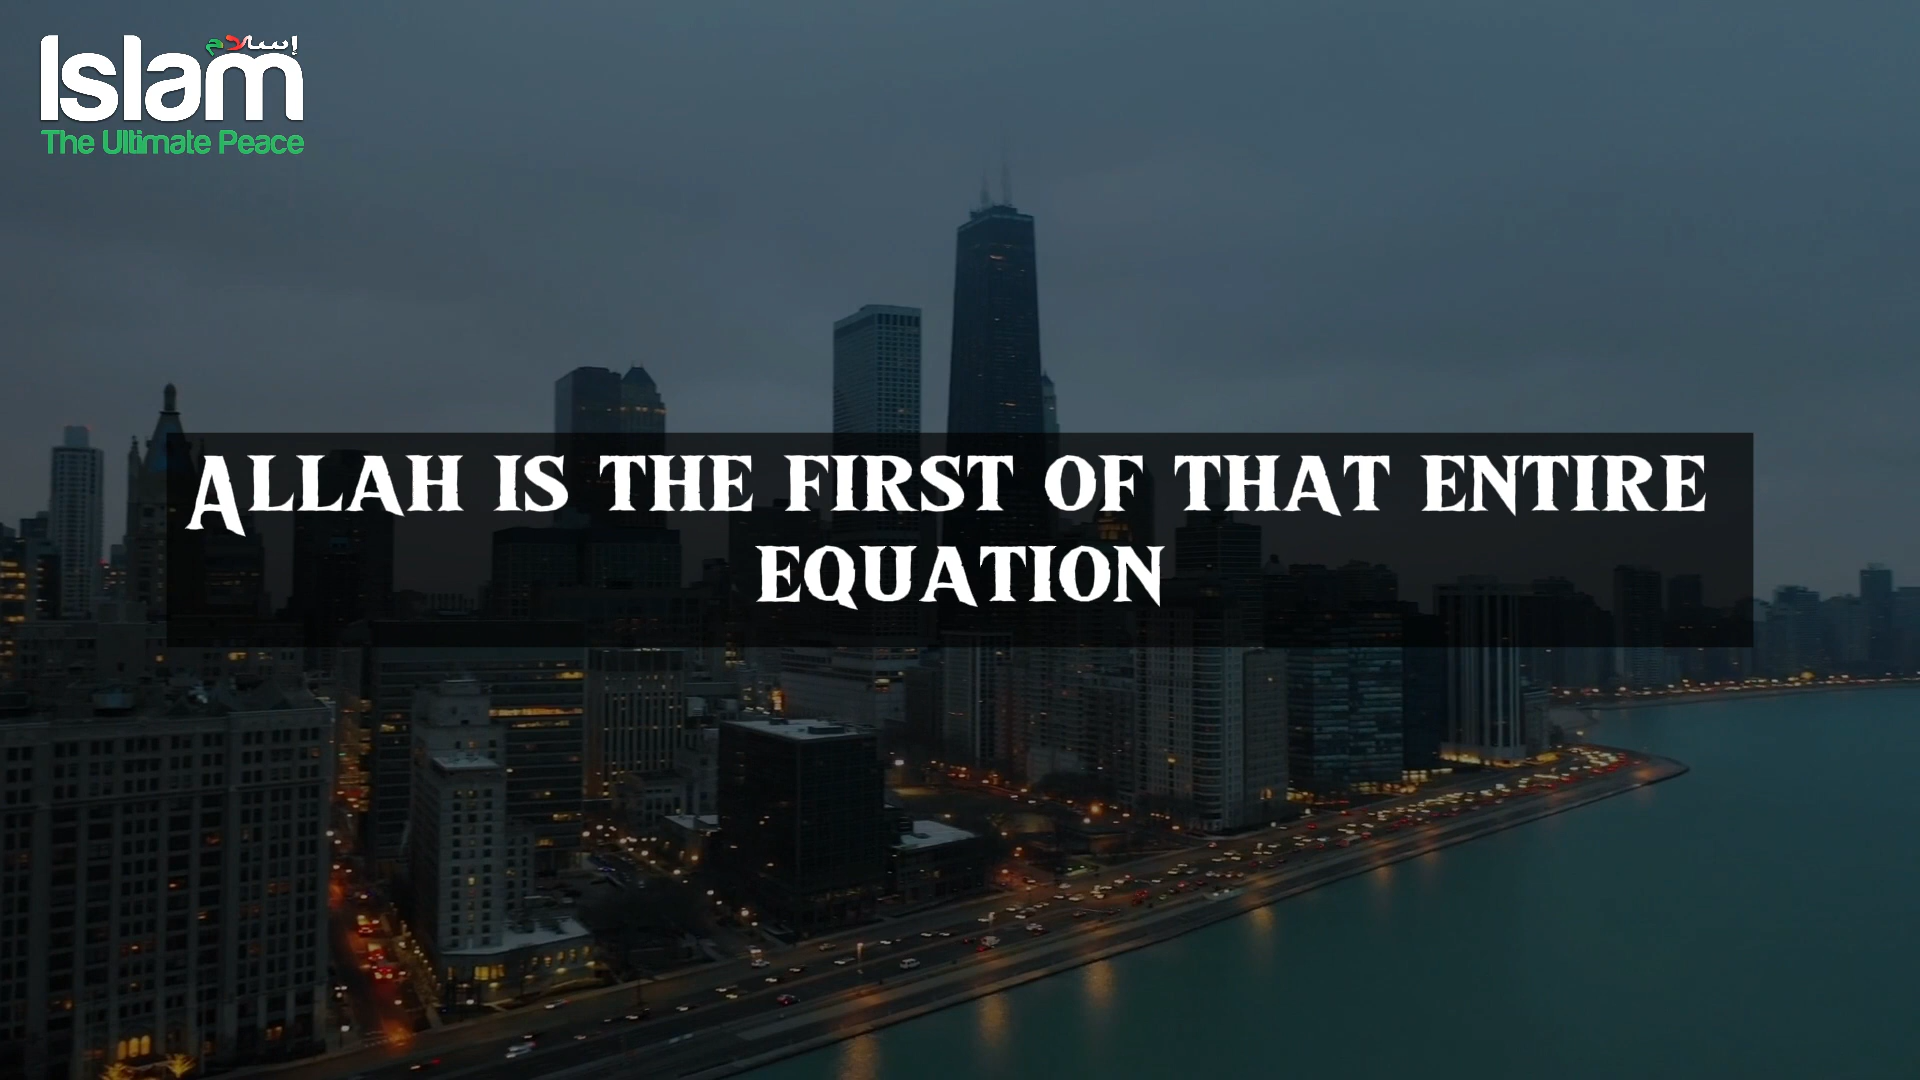 إسلام
Islam
The Ultimate Peace
Allah is the first of that entire
equation